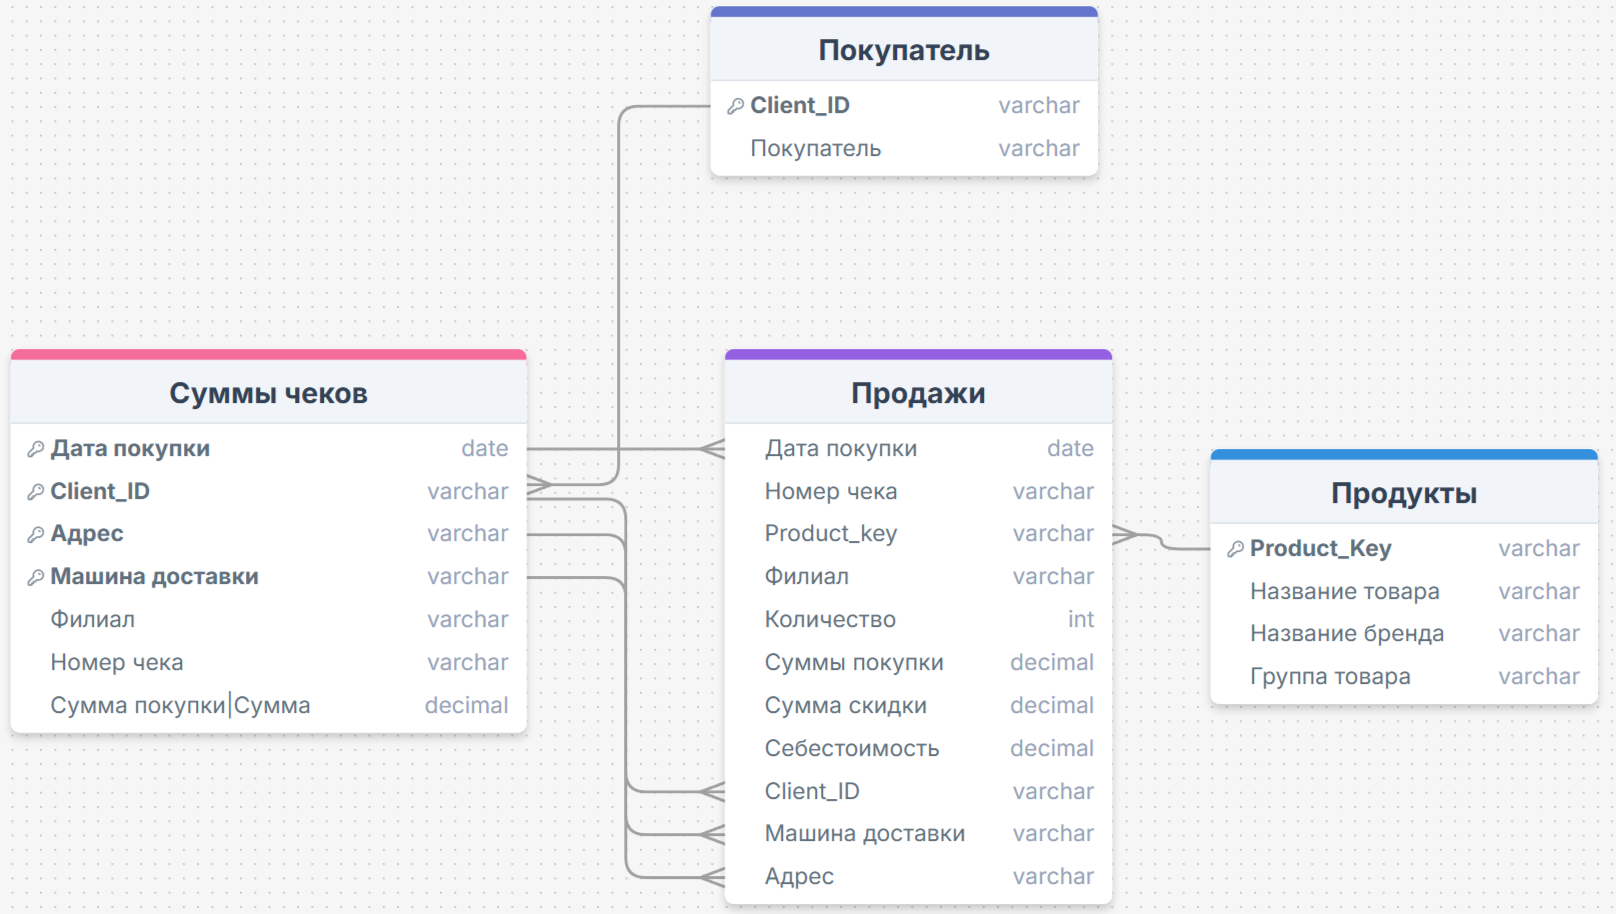 Покупатель
Client_ID varchar
Покупатель varchar
Суммы чеков
Дата покупки date
Client_ID varchar
Адрес varchar
Машина доставки varchar
Филиал varchar
Номер чека varchar
Сумма покупки|Сумма decimal
Продажи
Дата покупки date
Номер чека varchar
Product_key varchar
Филиал varchar
Количество int
Суммы покупки decimal
Сумма скидки decimal
Себестоимость decimal
Client_ID varchar
Машина доставки varchar
Адрес varchar
Продукты
Product_Key varchar
Название товара varchar
Название бренда varchar
Группа товара varchar